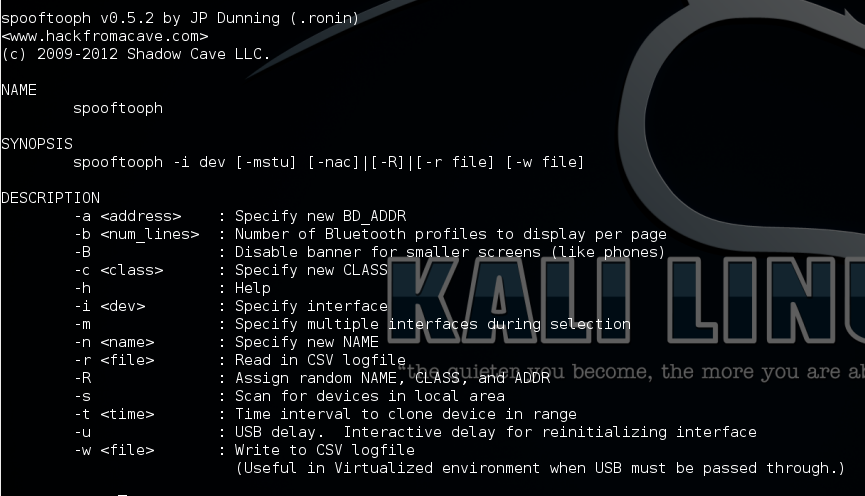 spooftooph v0.5.2 by JP Dunning (.ronin)
<www.hackfromacave.com>
(c) 2009-2012 Shadow Cave LLC.

NAME
        spooftooph

SYNOPSIS
        spooftooph -i dev [-mstu] [-nac]|[-R]|[-r file] [-w file]

DESCRIPTION
        -a <address>    : Specify new BD_ADDR
        -b <num_lines>  : Number of Bluetooth profiles to display per page
        -B              : Disable banner for smaller screens (like phones)
        -c <class>      : Specify new CLASS
        -h              : Help
        -i <dev>        : Specify interface
        -m              : Specify multiple interfaces during selection
        -n <name>       : Specify new NAME
        -r <file>       : Read in CSV logfile
        -R              : Assign random NAME, CLASS, and ADDR
        -s              : Scan for devices in local area
        -t <time>       : Time interval to clone device in range
        -u              : USB delay.  Interactive delay for reinitializing interface
        -w <file>       : Write to CSV logfile
                          (Useful in Virtualized environment when USB must be passed through.)
KALI LINU
“the quieter you become, the more you are ab